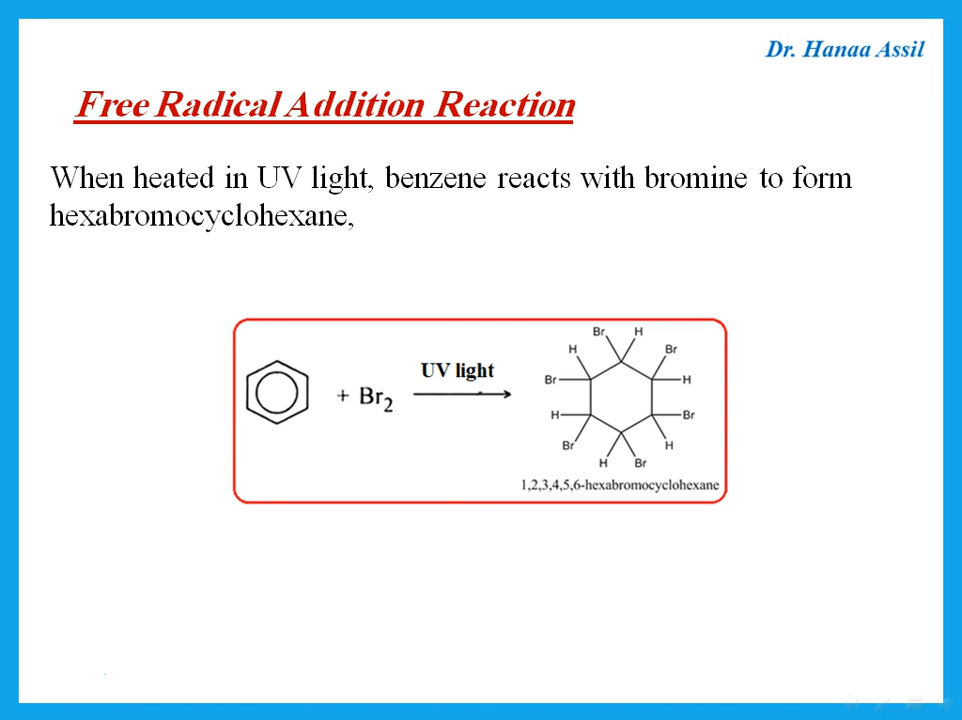 Dr. Hanaa Assil
Free Radical Addition Reaction
When heated in UV light, benzene reacts with bromine to form
hexabromocyclohexane,
Br H
H Br
UV light
Br H
+ Br2
H Br
Br H
H Br
1,2,3,4,5,6-hexabromocyclohexane